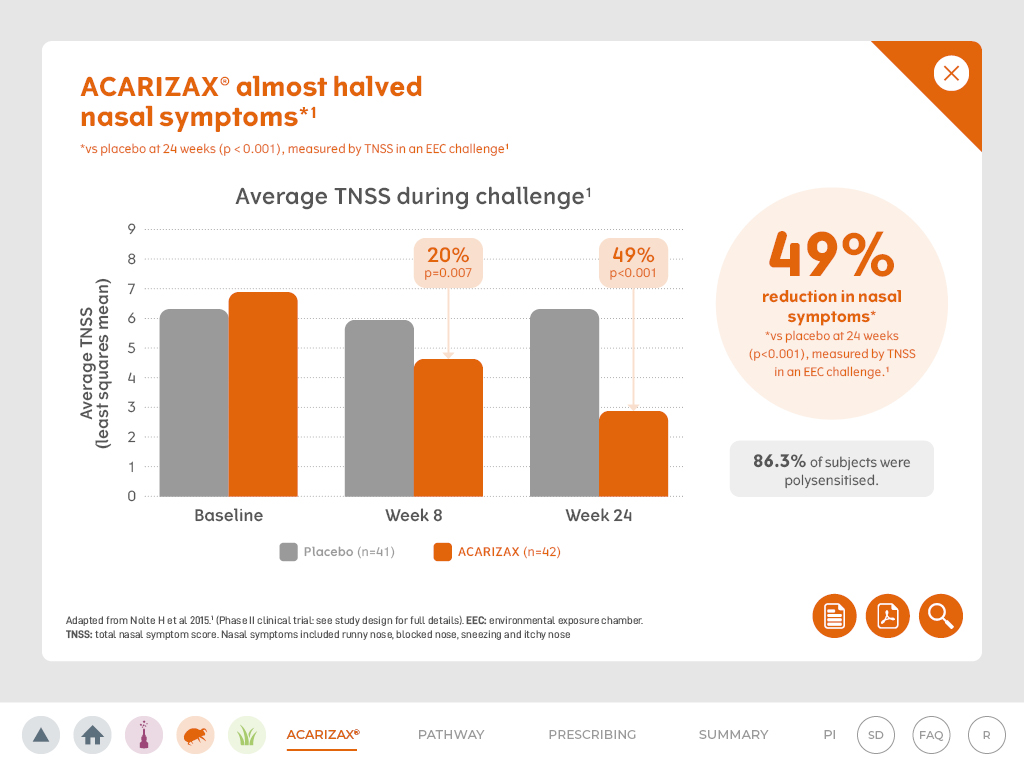 ACARIZAX® almost halved
nasal symptoms*¹
*vs placebo at 24 weeks (p < 0.001), measured by TNSS in an EEC challenge¹
Average TNSS during challenge¹
Average TNSS
(least squares mean)
9
8
7
6
5
4
3
2
1
0
20%
p=0.007
49%
p<0.001
Baseline
Week 8
Week 24
Placebo (n=41)
ACARIZAX (n=42)
49%
reduction in nasal
symptoms*
*vs placebo at 24 weeks
(p<0.001), measured by TNSS
in an EEC challenge.¹
86.3% of subjects were
polysensitised.
Adapted from Nolte H et al 2015.¹ (Phase II clinical trial: see study design for full details). EEC: environmental exposure chamber.
TNSS: total nasal symptom score. Nasal symptoms included runny nose, blocked nose, sneezing and itchy nose
ACARIZAX®
PATHWAY
PRESCRIBING
SUMMARY
PI
SD
FAQ
R